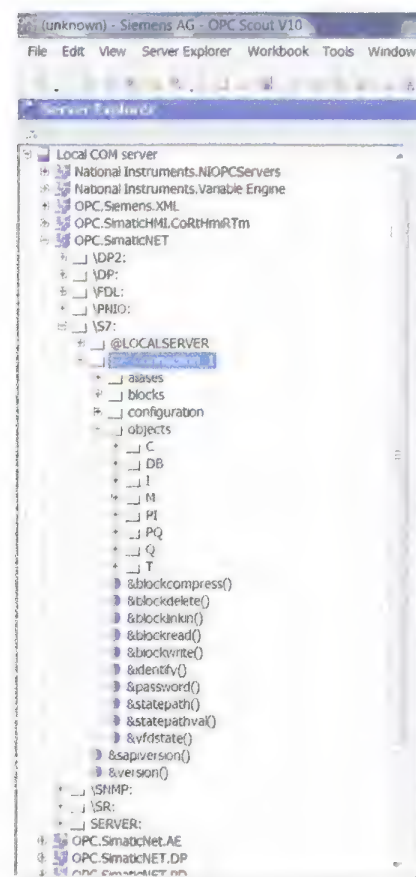 (unknown) - Siemens AG - OPC Scout V10
File Edit View Server Explorer Workbook Tools Window
Server Explorer
Local COM server
National Instruments.NIOPCServers
National Instruments.Variable Engine
OPC.Siemens.XML
OPC.SimaticHMI.CoRtHmiRTm
OPC.SimaticNET
\DP2:
\DP:
\FDL:
\PNIO:
\S7:
@LOCALSERVER
aliases
blocks
configuration
objects
C
DB
I
M
PI
PQ
Q
T
&blockcompress()
&blockdelete()
&blocklinkin()
&blockread()
&blockwrite()
&identify()
&password()
&statepath()
&statepathval()
&vfdstate()
&sapiversion()
&version()
\SNMP:
\SR:
SERVER:
OPC.SimaticNet.AE
OPC.SimaticNET.DP
OPC.SimaticNET.PD